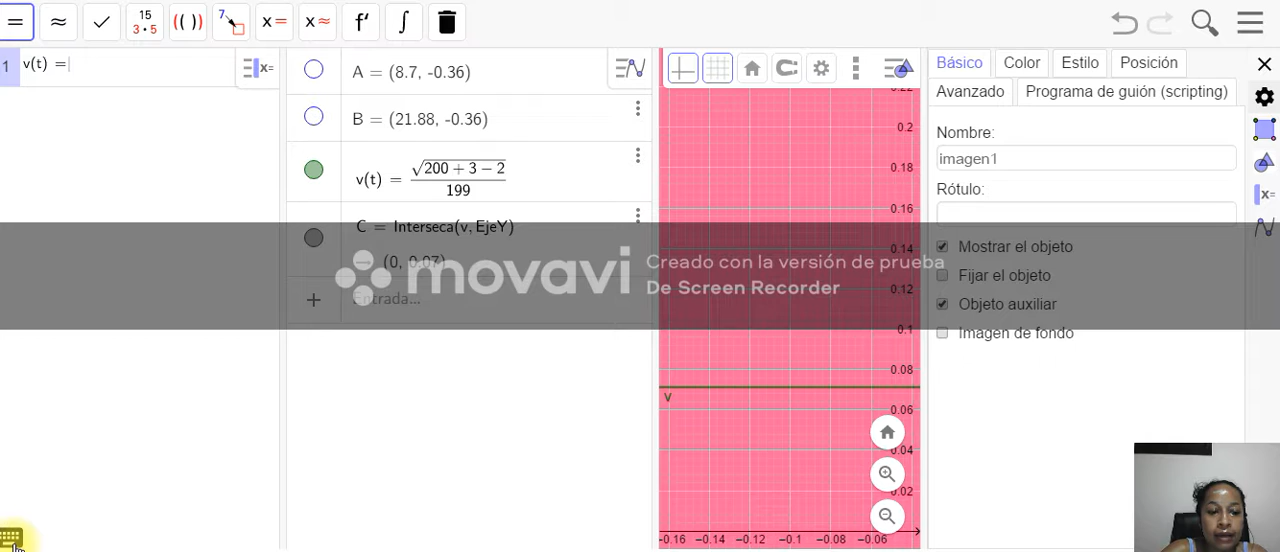 = ≈ ✓ 15 3•5 (( )) 7 x= x≈ f' ∫
1 v(t) =
A = (8.7, -0.36)
B = (21.88, -0.36)
v(t) = √200 + 3 − 2 / 199
C = Interseca(v, EjeY)
→ (0, 0.07)
+ Entrada...
0.22
0.2
0.18
0.16
0.14
0.12
0.1
0.08
0.06
0.04
0.02
v
-0.16 −0.14 −0.12 −0.1 −0.08 −0.06
Básico Color Estilo Posición
Avanzado Programa de guión (scripting)
Nombre:
imagen1
Rótulo:
Mostrar el objeto
Fijar el objeto
Objeto auxiliar
Imagen de fondo
movavi
Creado con la versión de prueba
De Screen Recorder